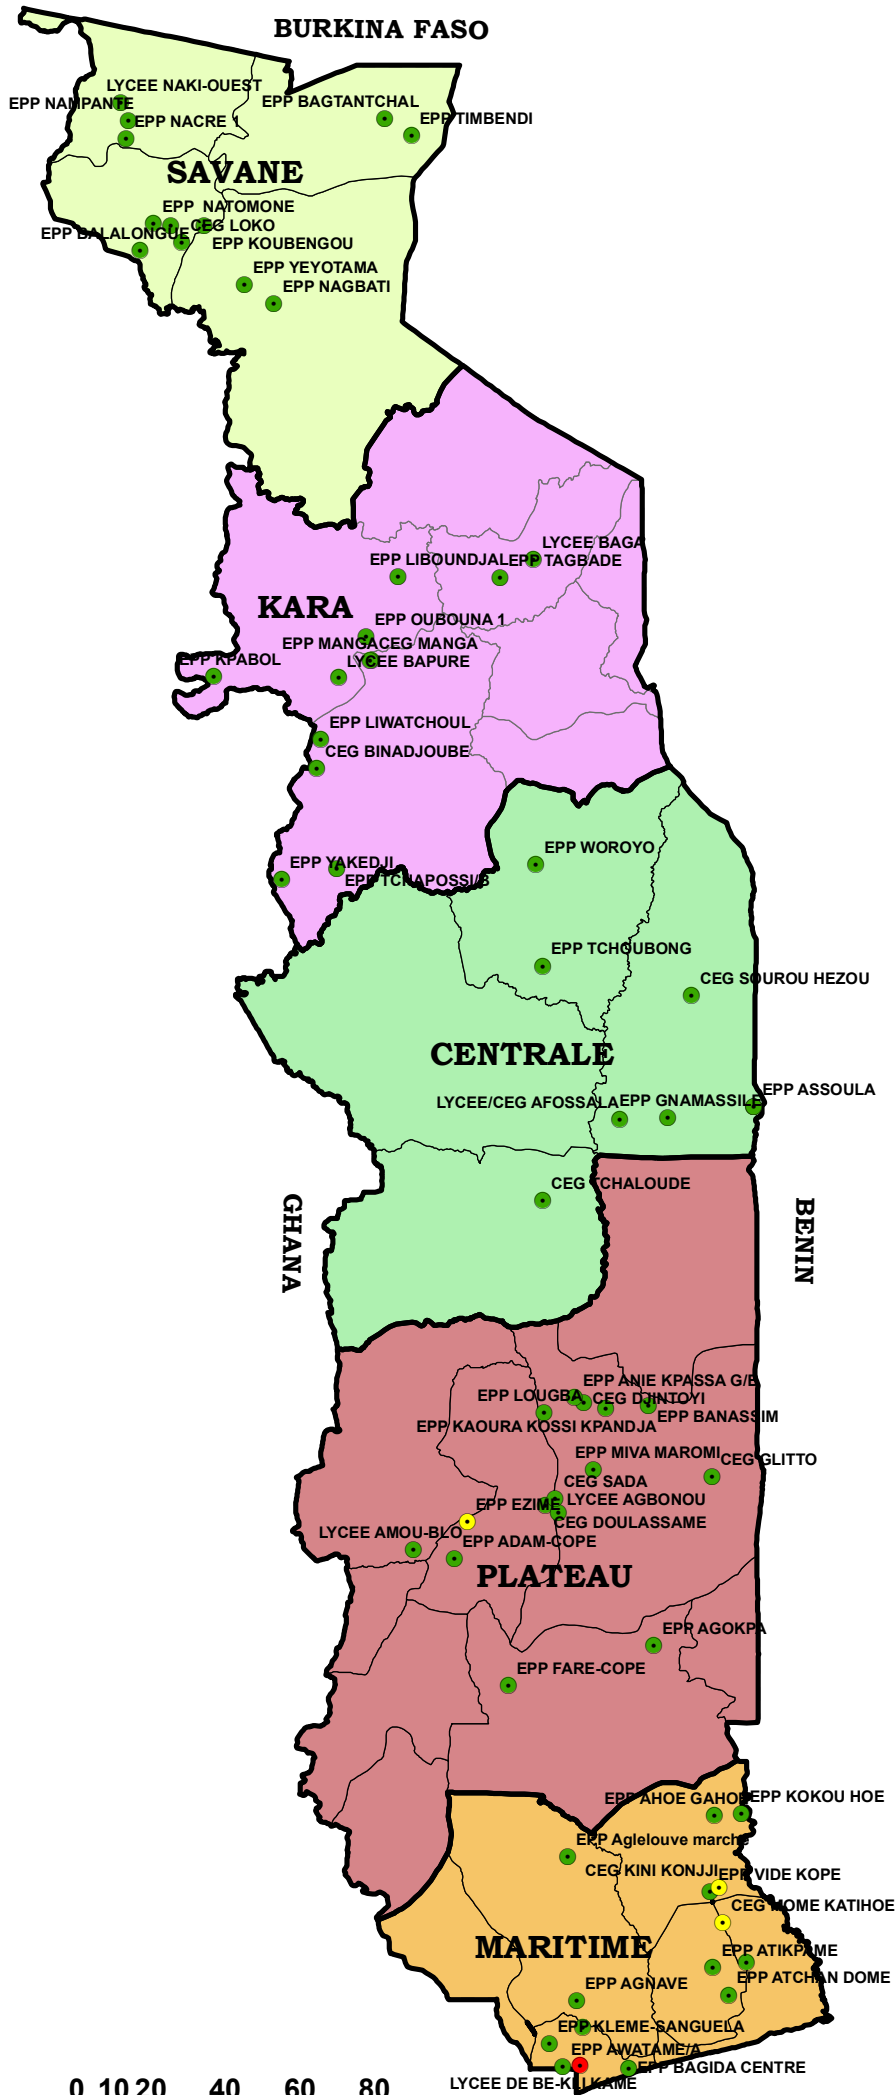 BURKINA FASO
LYCEE NAKI-OUEST
EPP BAGTANTCHAL
EPP NAMPANTE
EPP TIMBENDI
EPP NACRE 1
SAVANE
EPP NATOMONE
CEG LOKO
EPP BALALONGUE
EPP KOUBENGOU
EPP YEYOTAMA
EPP NAGBATI
LYCEE BAGA
EPP LIBOUNDJAL
EPP TAGBADE
KARA
EPP OUBOUNA 1
EPP MANGA
CEG MANGA
EPP KPABOL
LYCEE BAPURE
EPP LIWATCHOUL
CEG BINADJOUBE
EPP WOROYO
EPP YAKEDJI
EPP TCHAPOSSI/B
EPP TCHOUBONG
CEG SOUROU HEZOU
CENTRALE
EPP ASSOULA
LYCEE/CEG AFOSSALA
EPP GNAMASSILE
CEG TCHALOUDE
GHANA
BENIN
EPP ANIE KPASSA G/B
EPP LOUGBA
CEG DJINTOYI
EPP BANASSIM
EPP KAOURA KOSSI KPANDJA
EPP MIVA MAROMI
CEG GLITTO
CEG SADA
LYCEE AGBONOU
EPP EZIME
CEG DOULASSAME
LYCEE AMOU-BLO
EPP ADAM-COPE
PLATEAU
EPP AGOKPA
EPP FARE-COPE
EPP AHOE GAHOE
EPP KOKOU HOE
EPP Aglelouve marche
CEG KINI KONJJI
EPP VIDE KOPE
CEG MOME KATIHOE
MARITIME
EPP ATIKPAME
EPP ATCHAN DOME
EPP AGNAVE
EPP KLEME-SANGUELA
EPP AWATAME/A
EPP BAGIDA CENTRE
LYCEE DE BE-KLIKAME
0 10 20 40 60 80